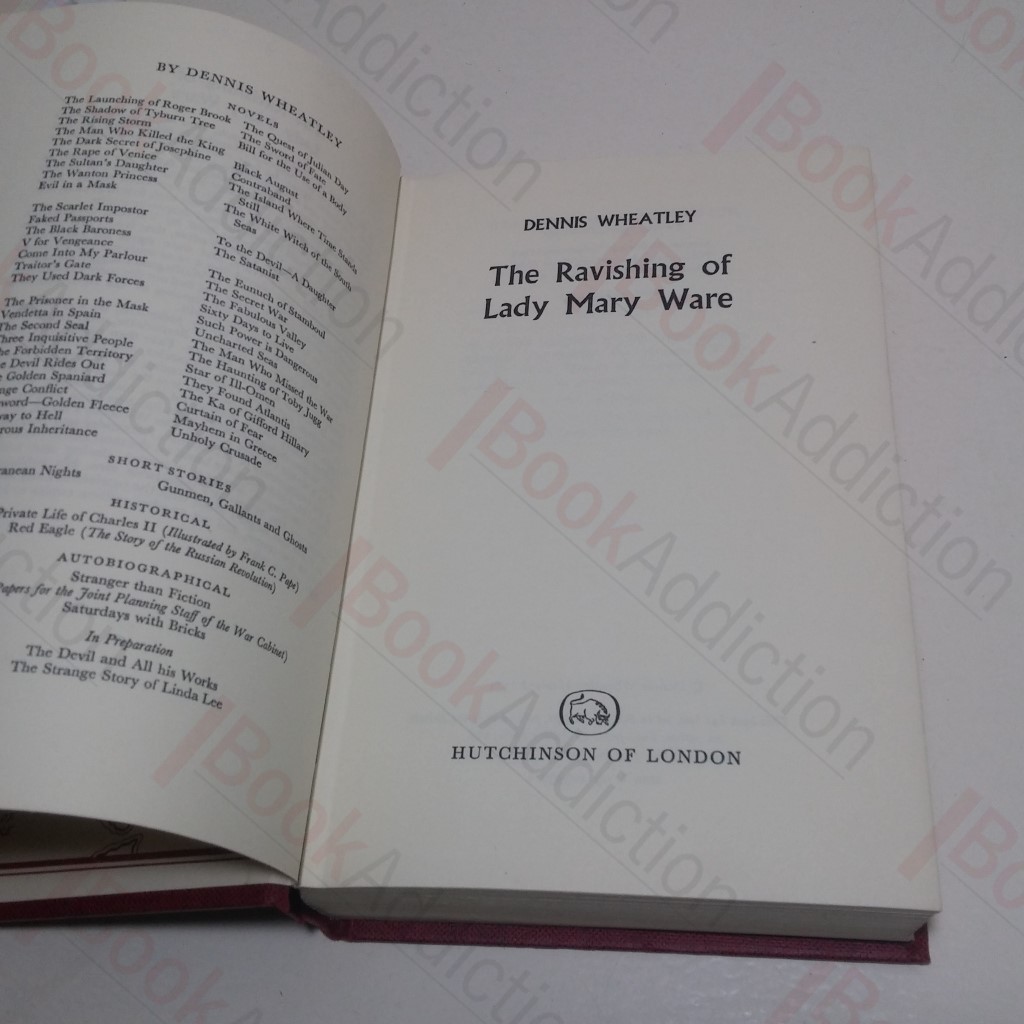 BY DENNIS WHEATLEY
NOVELS
The Launching of Roger Brook
The Shadow of Tyburn Tree
The Rising Storm
The Man Who Killed the King
The Dark Secret of Josephine
The Rape of Venice
The Sultan's Daughter
The Wanton Princess
Evil in a Mask
The Scarlet Impostor
Faked Passports
The Black Baroness
V for Vengeance
Come Into My Parlour
Traitor's Gate
They Used Dark Forces
The Prisoner in the Mask
Vendetta in Spain
The Second Seal
Three Inquisitive People
The Forbidden Territory
e Devil Rides Out
Golden Spaniard
nge Conflict
word—Golden Fleece
way to Hell
rous Inheritance
The Quest of Julian Day
The Sword of Fate
Bill for the Use of a Body
Black August
Contraband
The Island Where Time Stands
Still
The White Witch of the South
Seas
To the Devil—A Daughter
The Satanist
The Eunuch of Stamboul
The Secret War
The Fabulous Valley
Sixty Days to Live
Such Power is Dangerous
Uncharted Seas
The Man Who Missed the War
The Haunting of Toby Jugg
Star of Ill-Omen
They Found Atlantis
The Ka of Gifford Hillary
Curtain of Fear
Mayhem in Greece
Unholy Crusade
SHORT STORIES
ranean Nights
Gunmen, Gallants and Ghosts
HISTORICAL
Private Life of Charles II (Illustrated by Frank C. Papé)
Red Eagle (The Story of the Russian Revolution)
AUTOBIOGRAPHICAL
Stranger than Fiction
Papers for the Joint Planning Staff of the War Cabinet)
Saturdays with Bricks
In Preparation
The Devil and All his Works
The Strange Story of Linda Lee
DENNIS WHEATLEY
The Ravishing of
Lady Mary Ware
HUTCHINSON OF LONDON
BookAddiction
BookAddiction
BookAddiction
BookAddiction
BookAddiction
BookAddiction